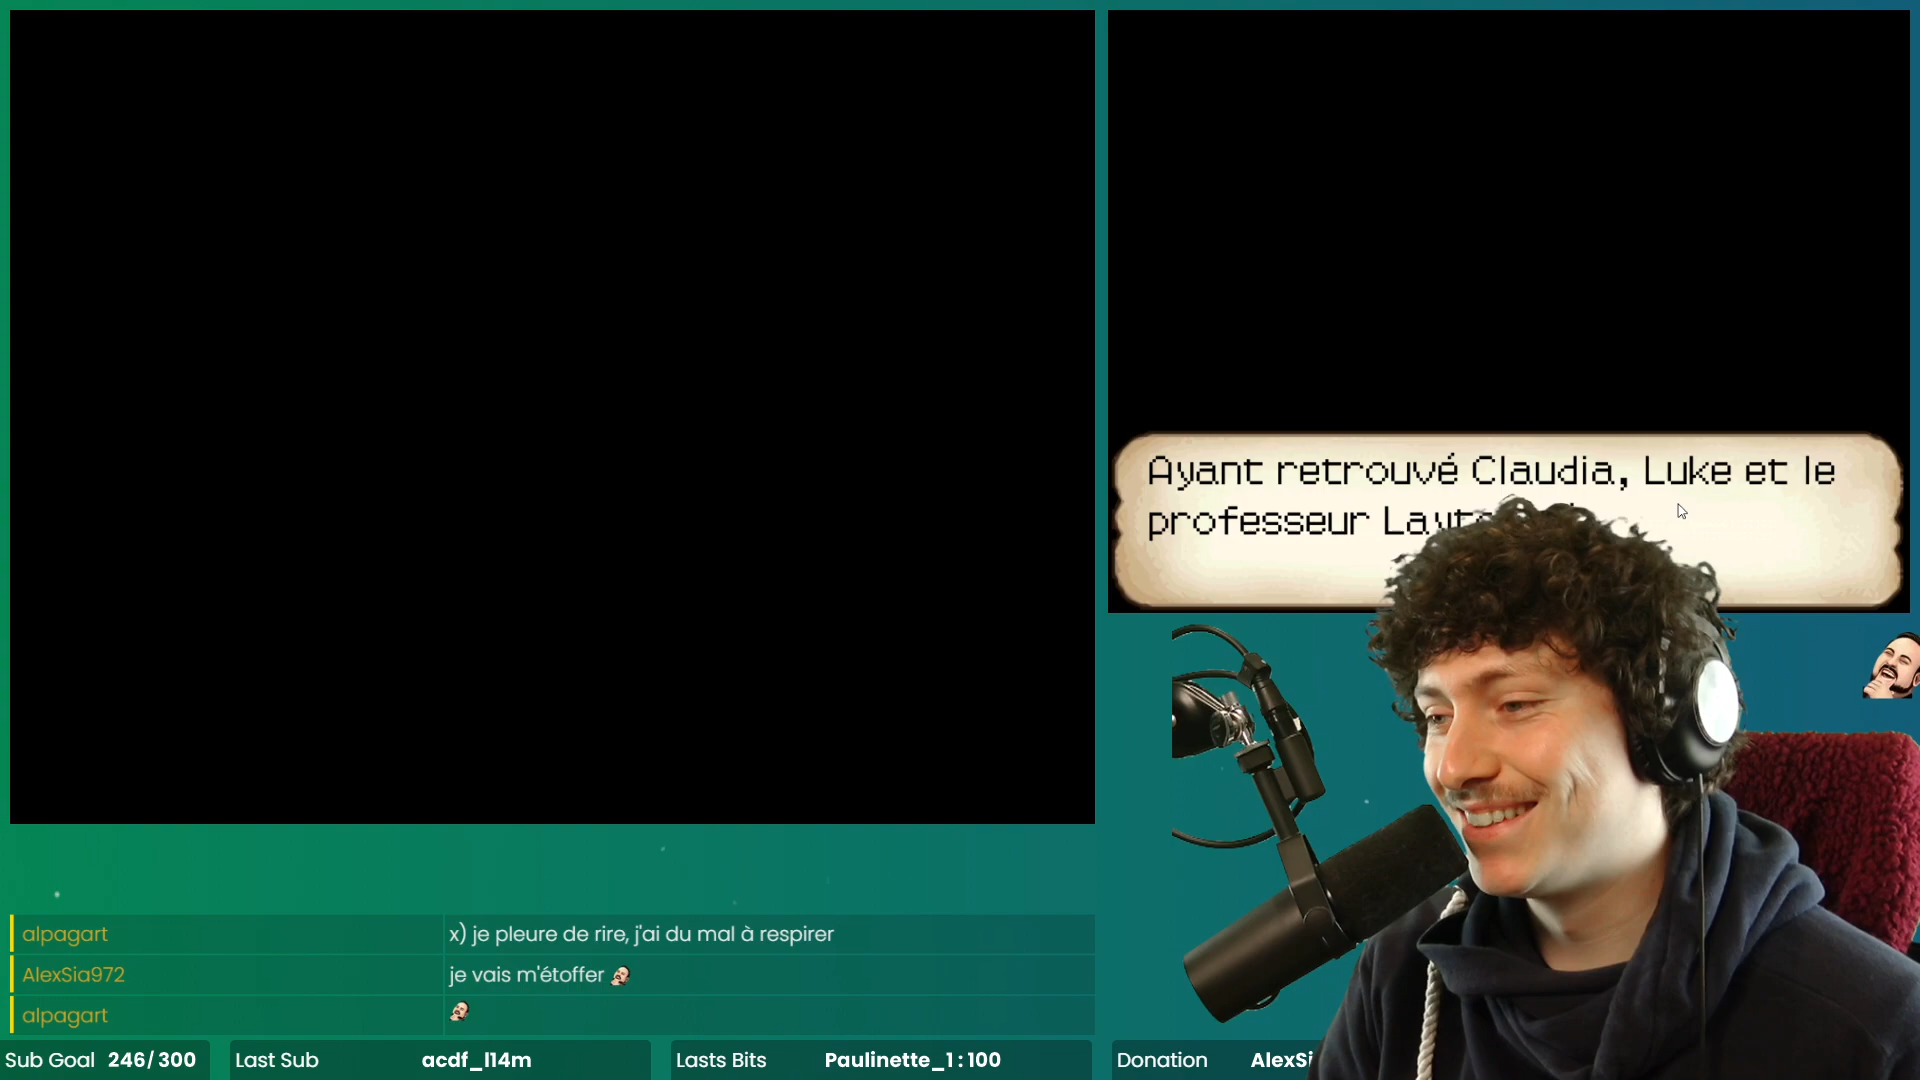 Ayant retrouvé Claudia, Luke et le
professeur
x) je pleure de rire, j'ai du mal à respirer
alpagart
je vais m'étoffer
AlexSia972
alpagart
Sub Goal 246/300
Last Sub acdf_l14m
Lasts Bits Paulinette_1 : 100
Donation